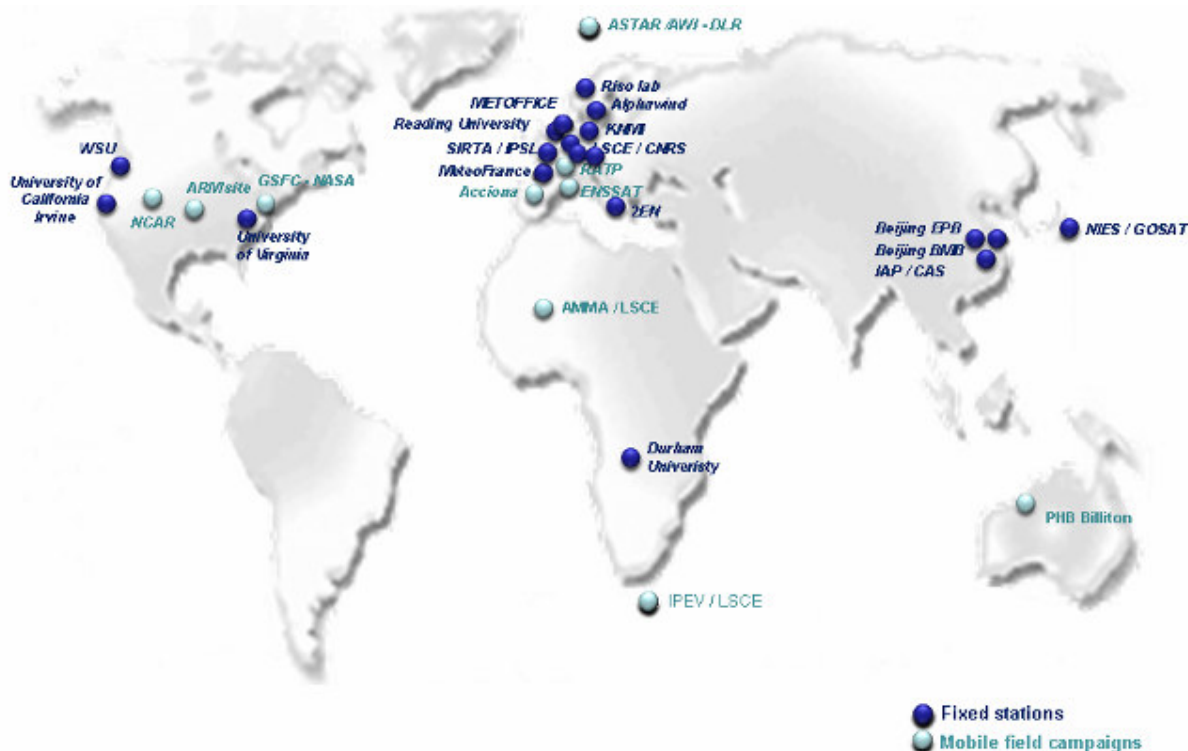 ASTAR /AWI - DLR
Riso lab
METOFFICE
Alphawind
Reading University
KNMI
WSU
SIRTA / IPSL
LSCE / CNRS
MeteoFrance
RATP
University of
California
Irvine
ARMsite
GSFC - NASA
Acciona
ENSSAT
NCAR
2EN
University
of Virginia
Beijing EPB
NIES / GOSAT
Beijing BMB
IAP / CAS
AMMA / LSCE
Durham
Univeristy
PHB Billiton
IPEV / LSCE
Fixed stations
Mobile field campaigns